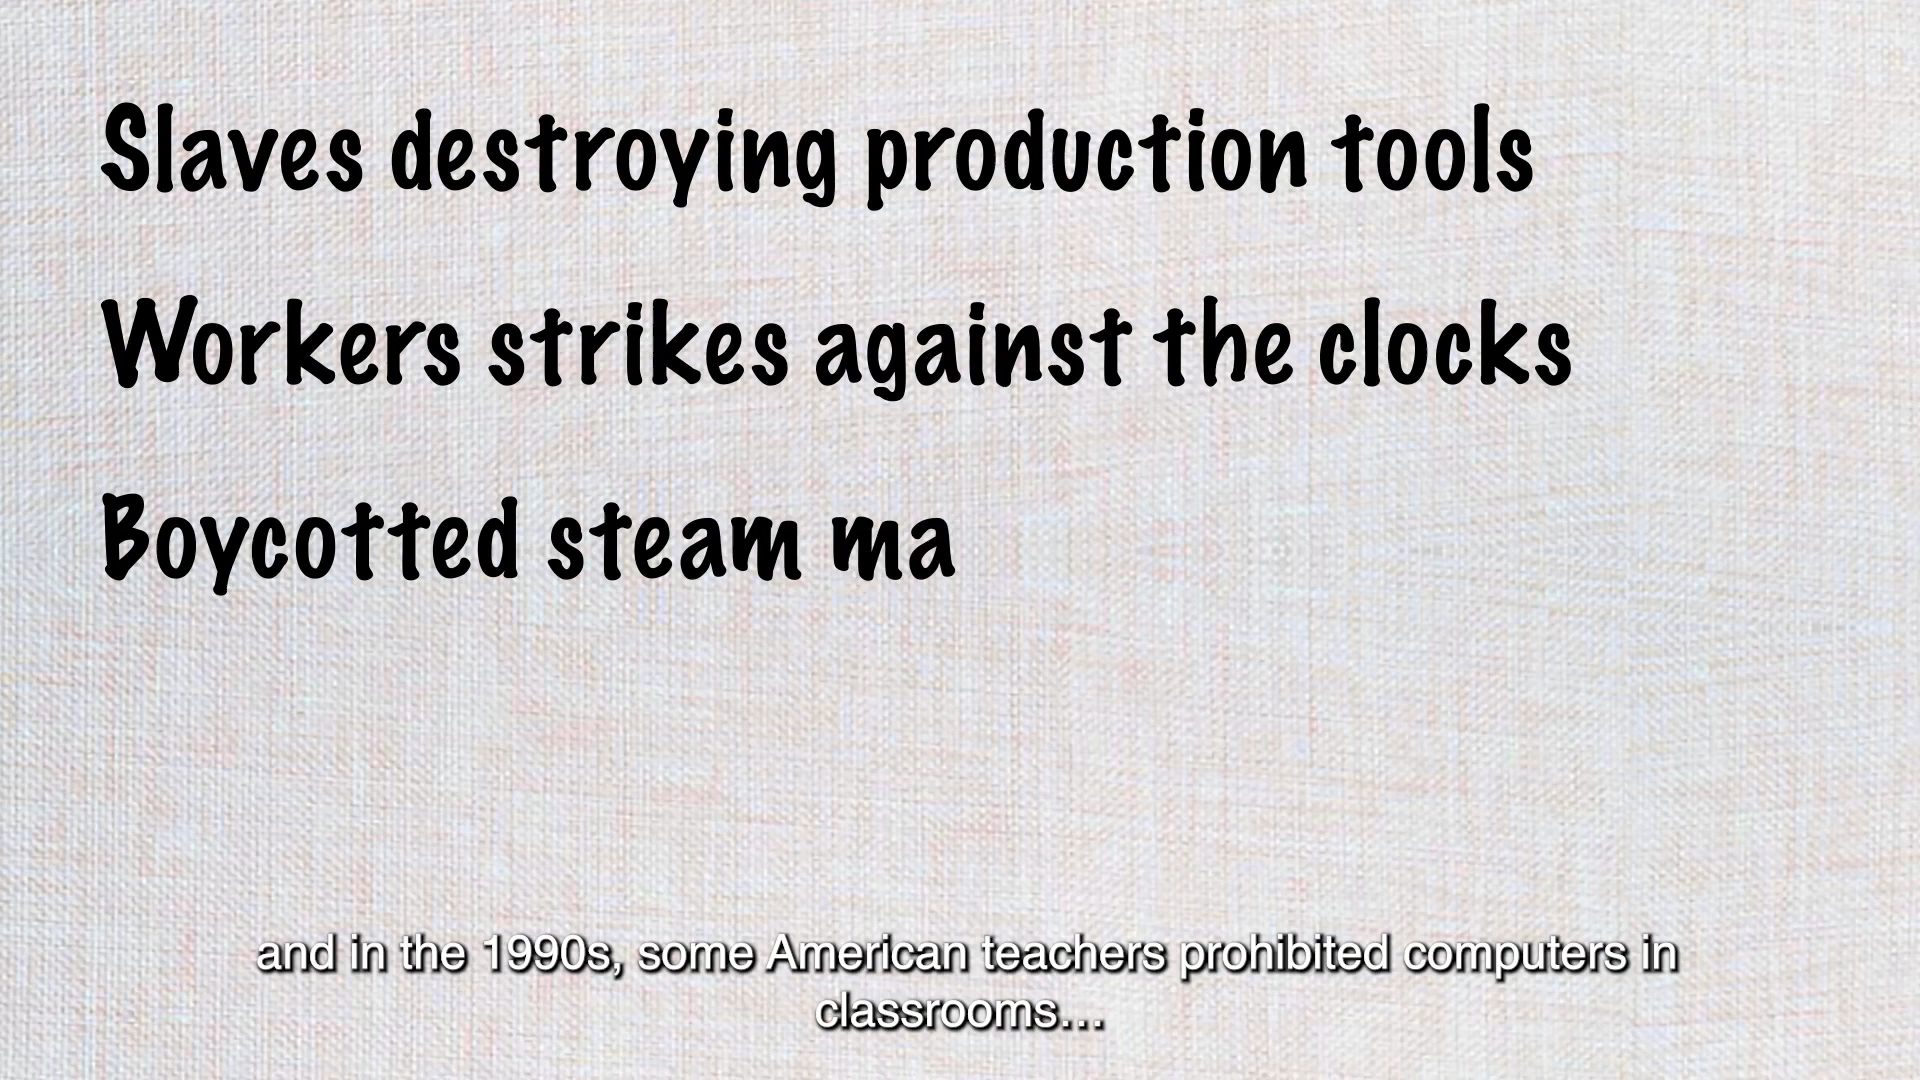 Slaves destroying production tools
Workers strikes against the clocks
Boycotted steam ma
and in the 1990s, some American teachers prohibited computers in
classrooms...